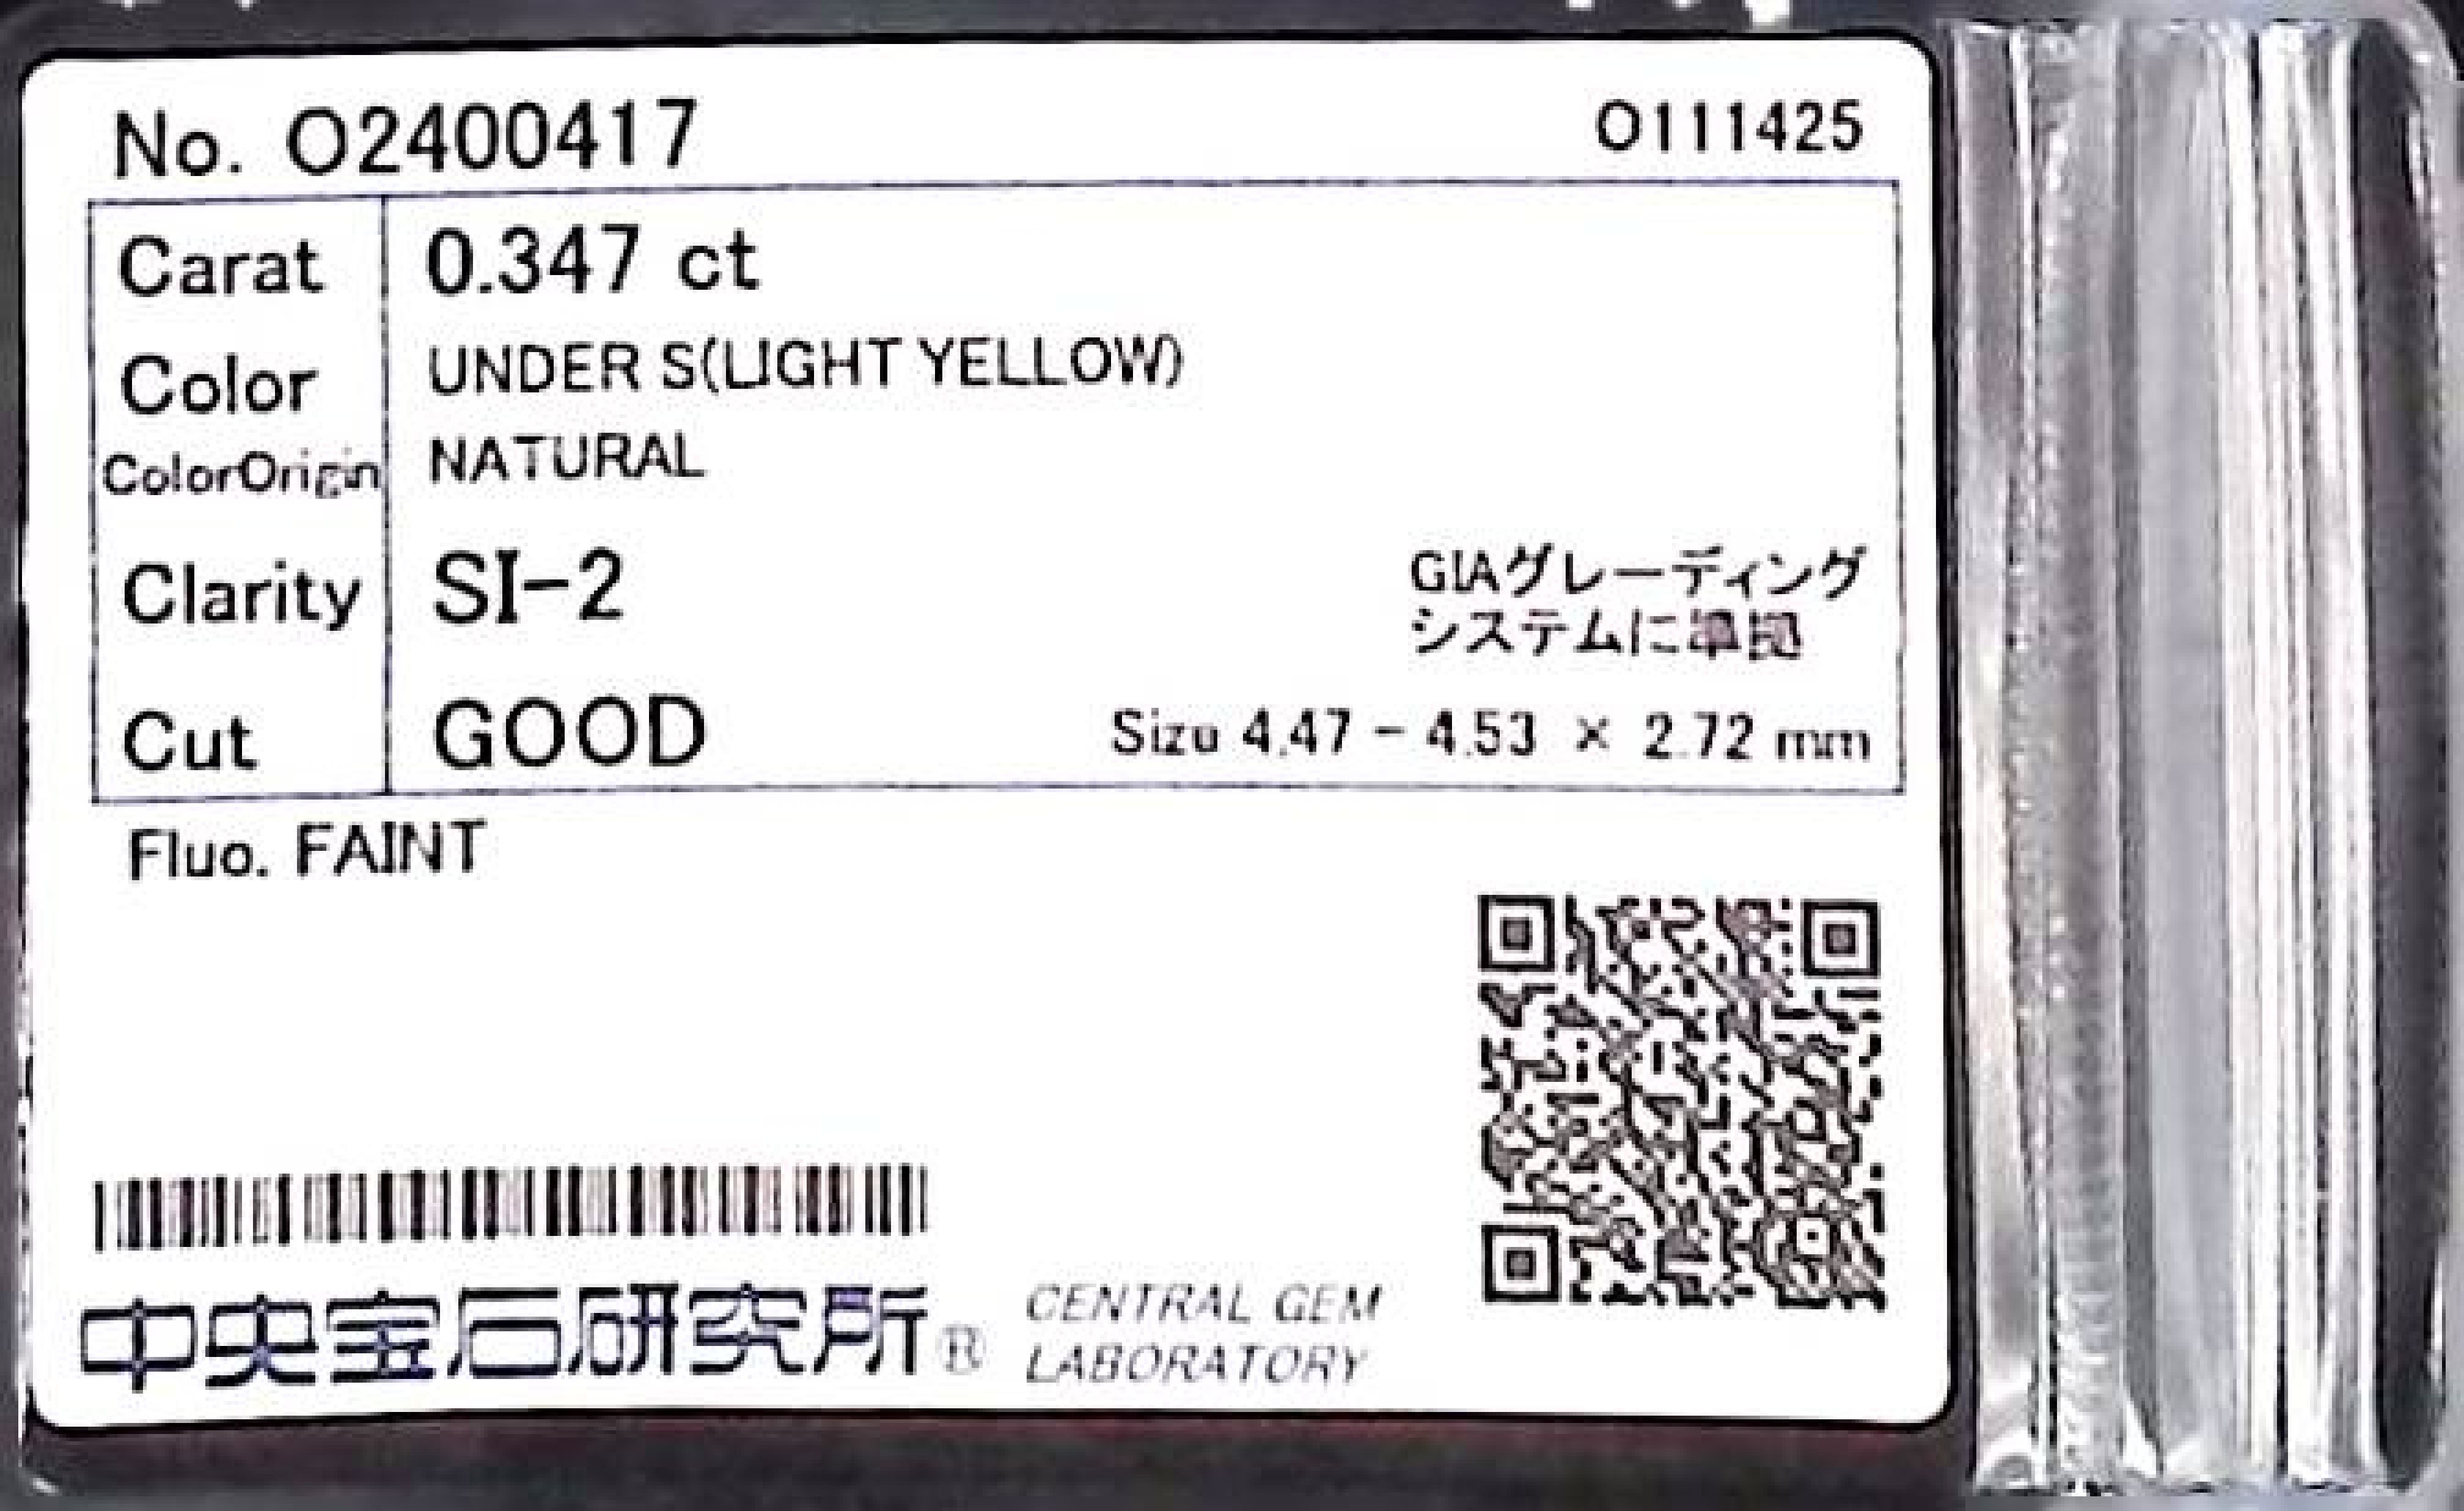 No. O2400417
O111425
Carat 0.347 ct
Color UNDER S(LIGHT YELLOW)
ColorOrigin NATURAL
Clarity SI-2
GIAグレーディング
システムに準拠
Cut GOOD
Size 4.47 - 4.53 × 2.72 mm
Fluo. FAINT
中央宝石研究所®
CENTRAL GEM
LABORATORY